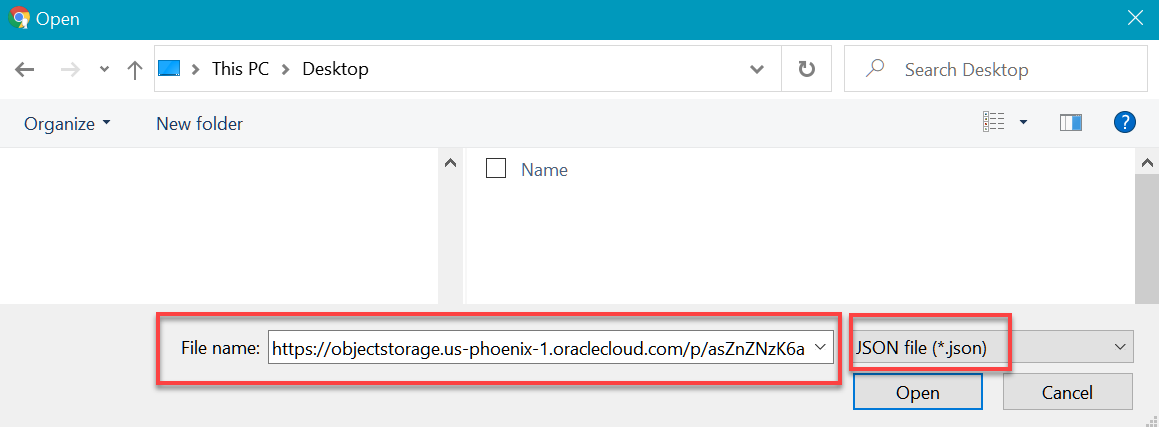 Open
This PC > Desktop
Search Desktop
Organize
New folder
?
Name
File name: https://objectstorage.us-phoenix-1.oraclecloud.com/p/asZnZNzK6a
JSON file (*.json)
Open
Cancel